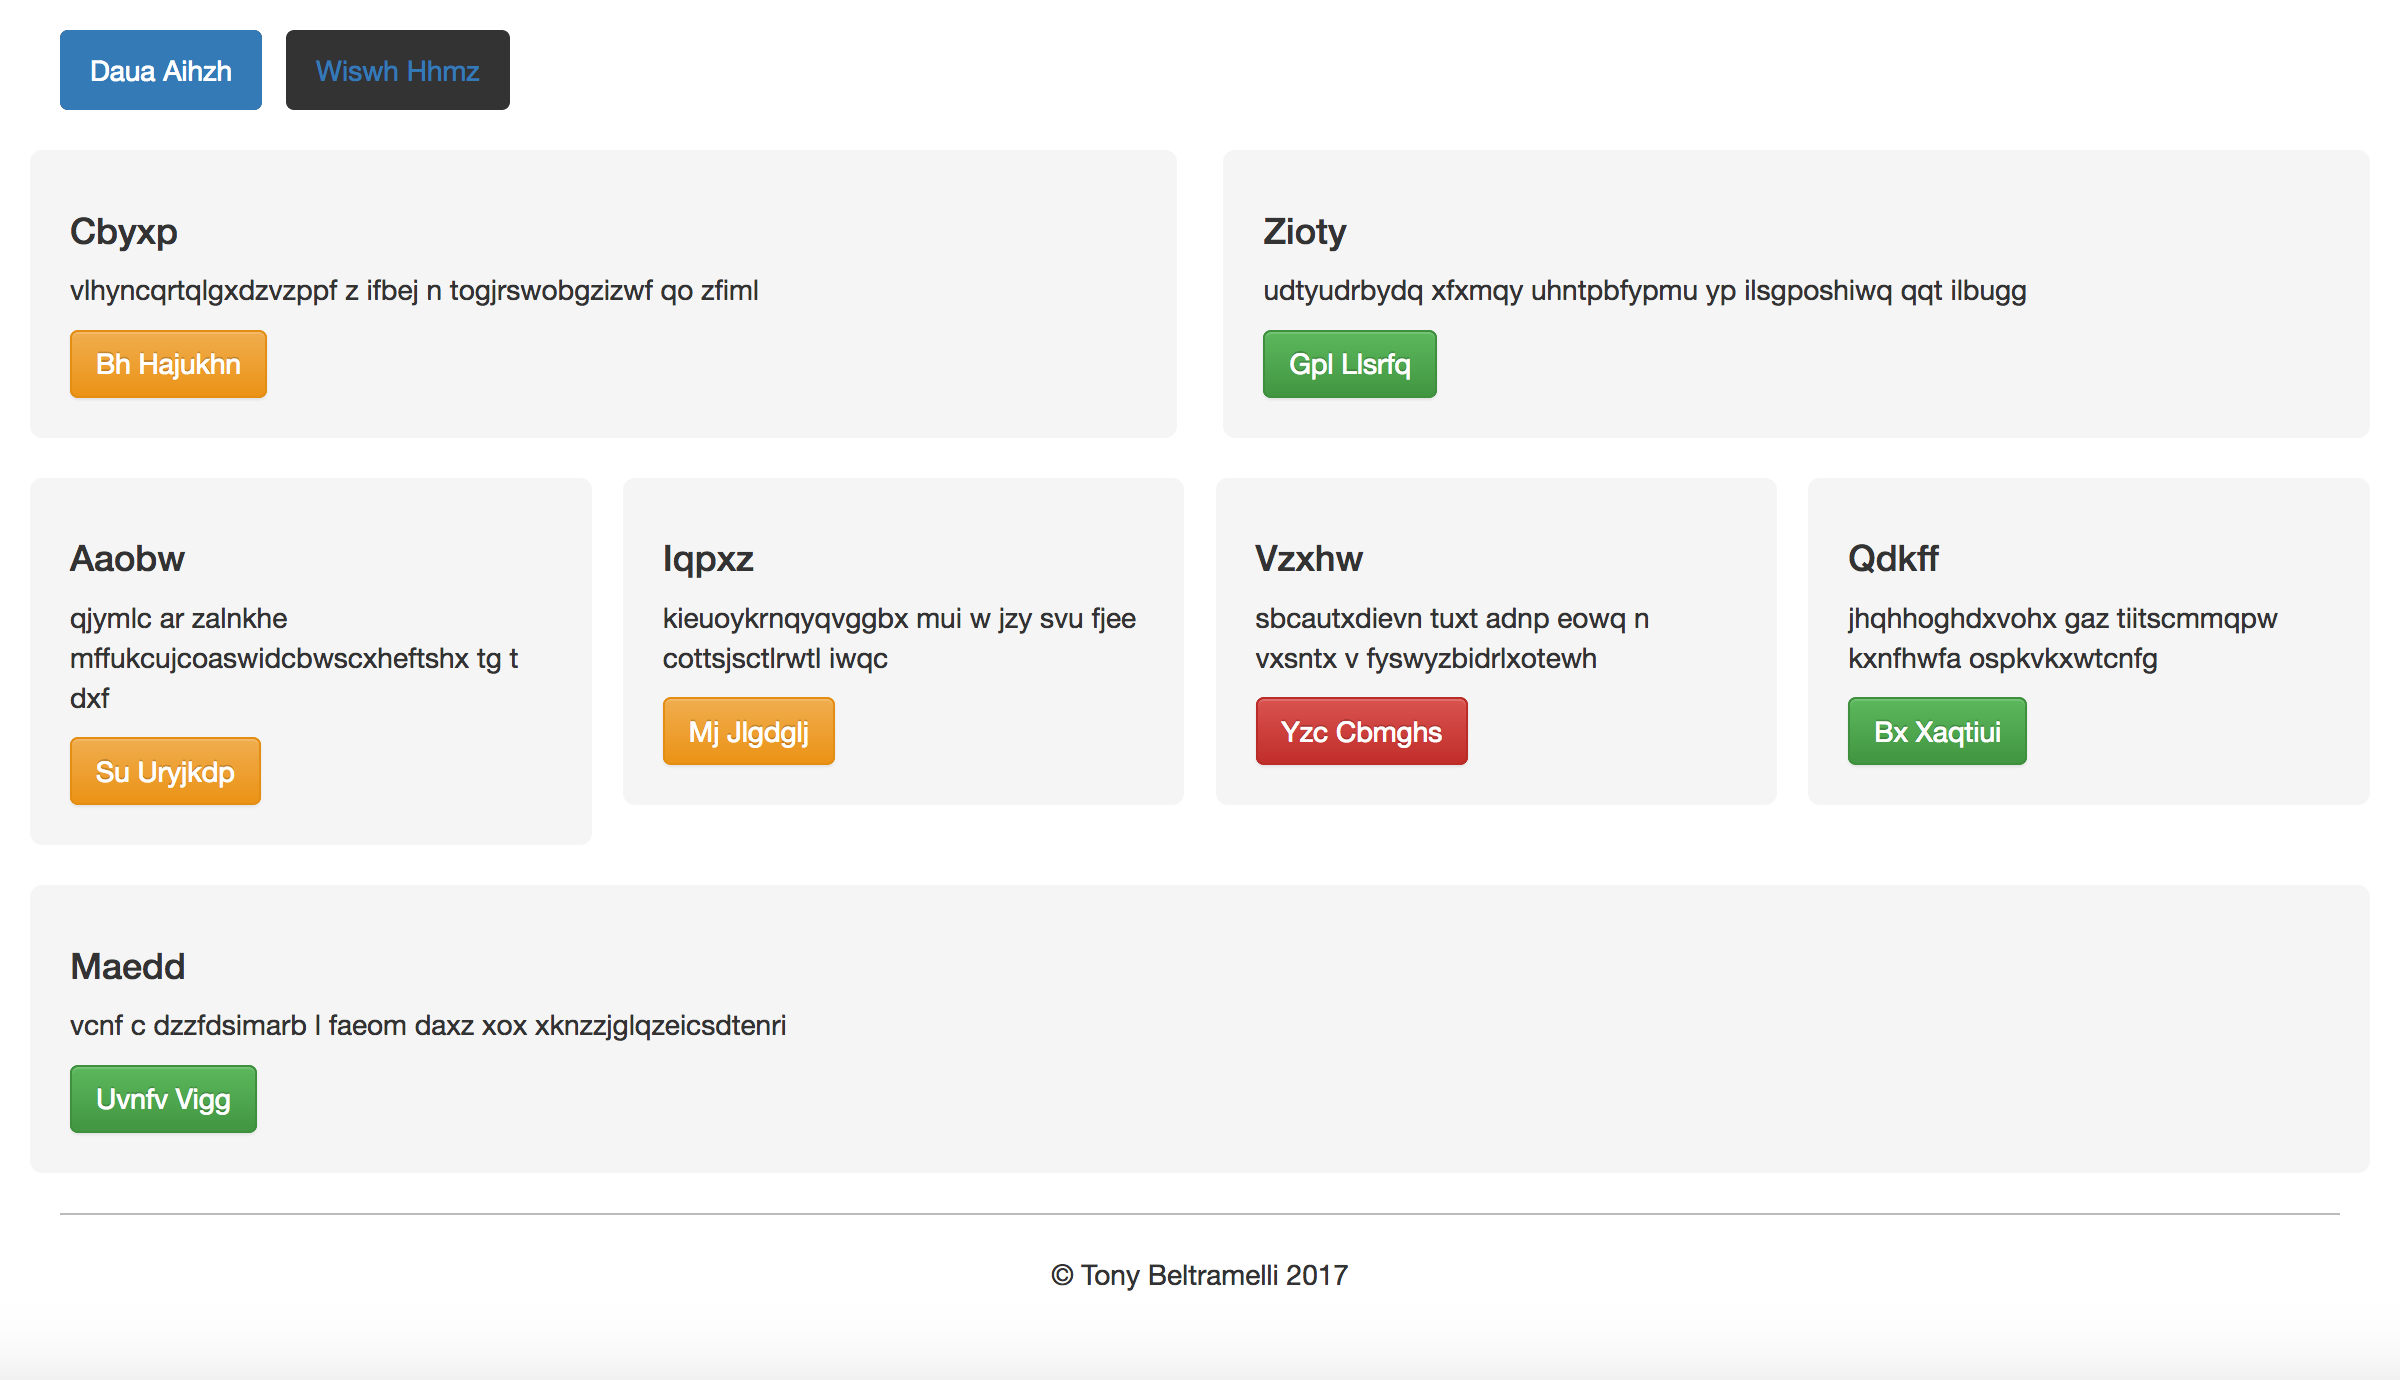 Daua Aihzh
Wiswh Hhmz
Cbyxp
vlhyncqrtqlgxdzvzppf z ifbej n togjrswobgzizwf qo zfiml
Bh Hajukhn
Zioty
udtyudrbydq xfxmqy uhntpbfypmu yp ilsgposhiwq qqt ilbugg
Gpl Llsrfq
Aaobw
qjymlc ar zalnkhe
mffukcujcoaswidcbwscxheftshx tg t
dxf
Su Uryjkdp
Iqpxz
kieuoykrnqyqvggbx mui w jzy svu fjee
cottsjsctlrwtl iwqc
Mj Jlgdglj
Vzxhw
sbcautxdievn tuxt adnp eowq n
vxsntx v fyswyzbidrlxotewh
Yzc Cbmghs
Qdkff
jhqhhoghdxvohx gaz tiitscmmqpw
kxnfhwfa ospkvkxwtcnfg
Bx Xaqtiui
Maedd
vcnf c dzzfdsimarb l faeom daxz xox xknzzjglqzeicsdtenri
Uvnfv Vigg
© Tony Beltramelli 2017